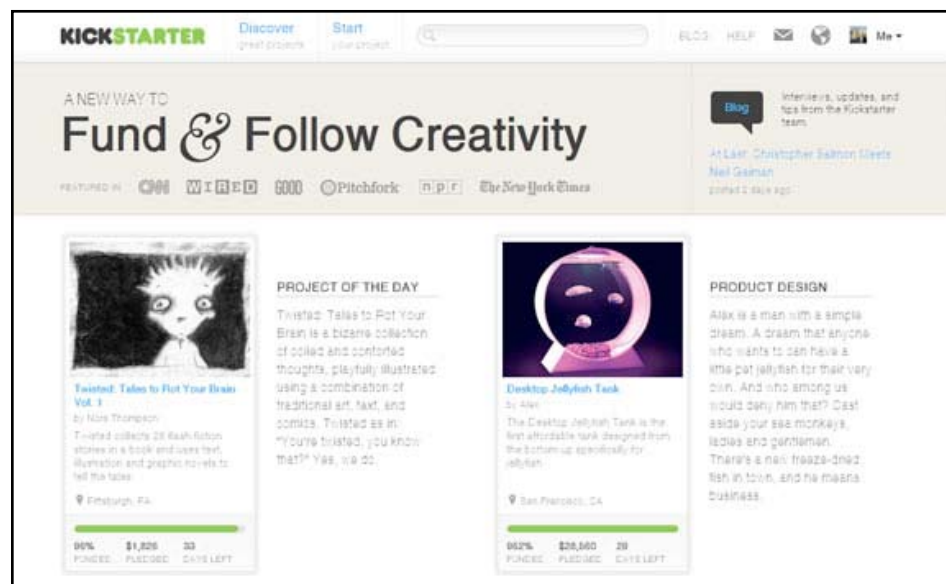 KICKSTARTER
Discover
great projects
Start
your project
BLOG HELP Me
A NEW WAY TO
Fund & Follow Creativity
FEATURED IN CNN WIRED GOOD Pitchfork npr The New York Times
Blog
Interviews, updates, and
tips from the Kickstarter
team.
At Last: Christopher Salmon Meets
Neil Gaiman
posted 2 days ago
Twisted: Tales to Rot Your Brain
Vol. 1
by Nora Thompson
Twisted collects 28 flash-fiction
stories in a book and uses text,
illustration and graphic novels to
tell the tales.
Pittsburgh, PA
96% $1,826 33
FUNDED PLEDGED DAYS LEFT
PROJECT OF THE DAY
Twisted: Tales to Rot Your
Brain is a bizarre collection
of coiled and contorted
thoughts, playfully illustrated
using a combination of
traditional art, text, and
comics. Twisted as in:
"You're twisted, you know
that?" Yes, we do.
Desktop Jellyfish Tank
by Alex
The Desktop Jellyfish Tank is the
first affordable tank designed from
the bottom up specifically for
jellyfish.
San Francisco, CA
952% $28,560 29
FUNDED PLEDGED DAYS LEFT
PRODUCT DESIGN
Alex is a man with a simple
dream. A dream that anyone
who wants to can have a
little pet jellyfish for their very
own. And who among us
would deny him that? Cast
aside your sea monkeys,
ladies and gentlemen.
There's a new freeze-dried
fish in town, and he means
business.